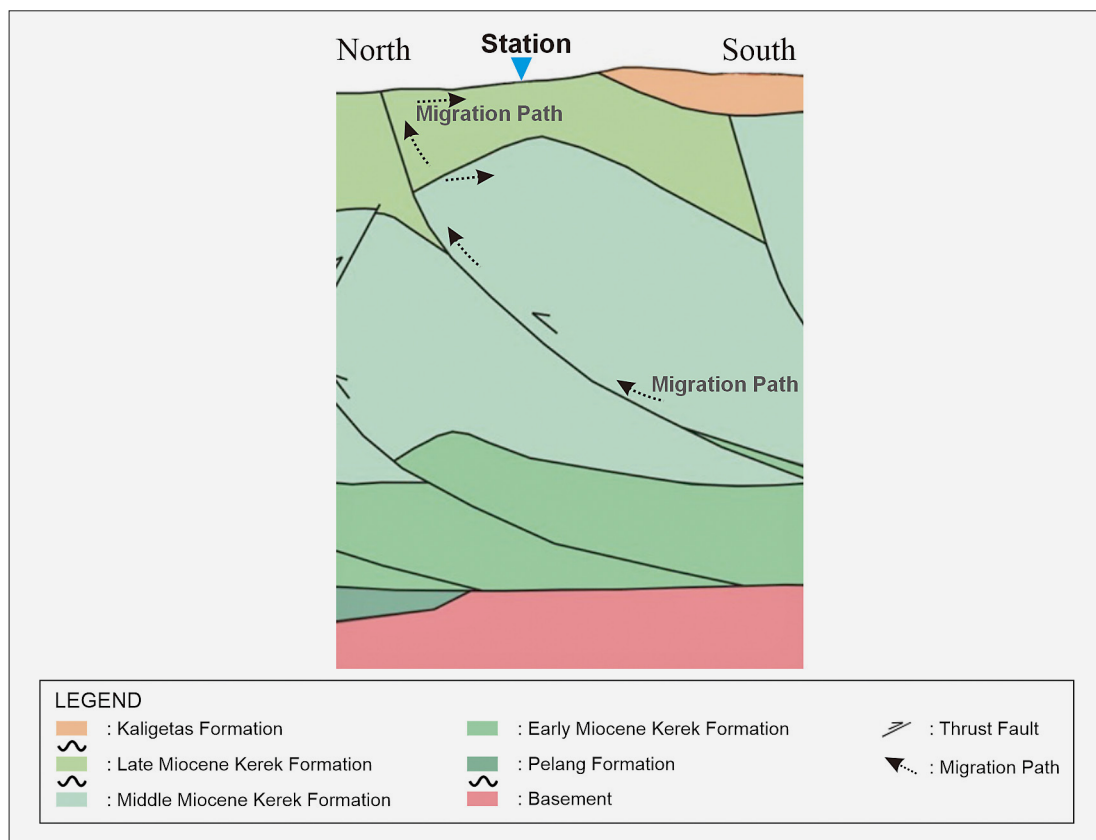 North
Station
South
Migration Path
Migration Path
LEGEND
: Kaligetas Formation
: Late Miocene Kerek Formation
: Middle Miocene Kerek Formation
: Early Miocene Kerek Formation
: Pelang Formation
: Basement
: Thrust Fault
: Migration Path